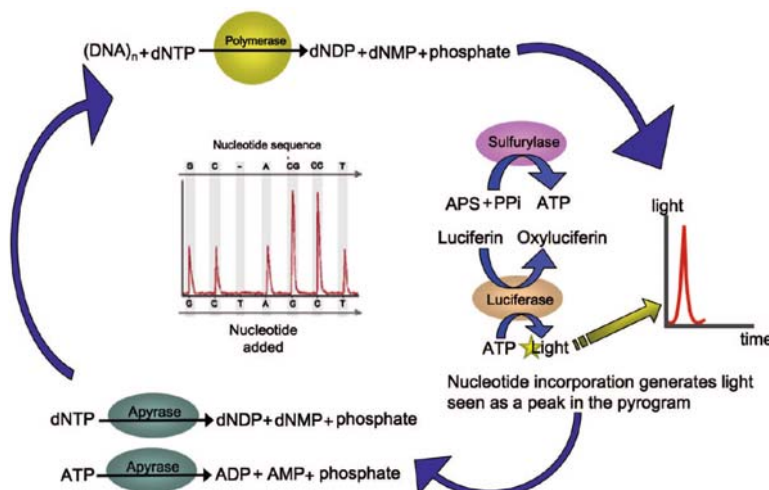 (DNA)n+dNTP Polymerase dNDP+dNMP+phosphate
Nucleotide sequence
G C - A CG CC T
G C T A G C T
Nucleotide
added
Sulfurylase
APS+PPi ATP
Luciferin Oxyluciferin
Luciferase
ATP Light
light
time
Nucleotide incorporation generates light
seen as a peak in the pyrogram
dNTP Apyrase dNDP+dNMP+phosphate
ATP Apyrase ADP+AMP+phosphate